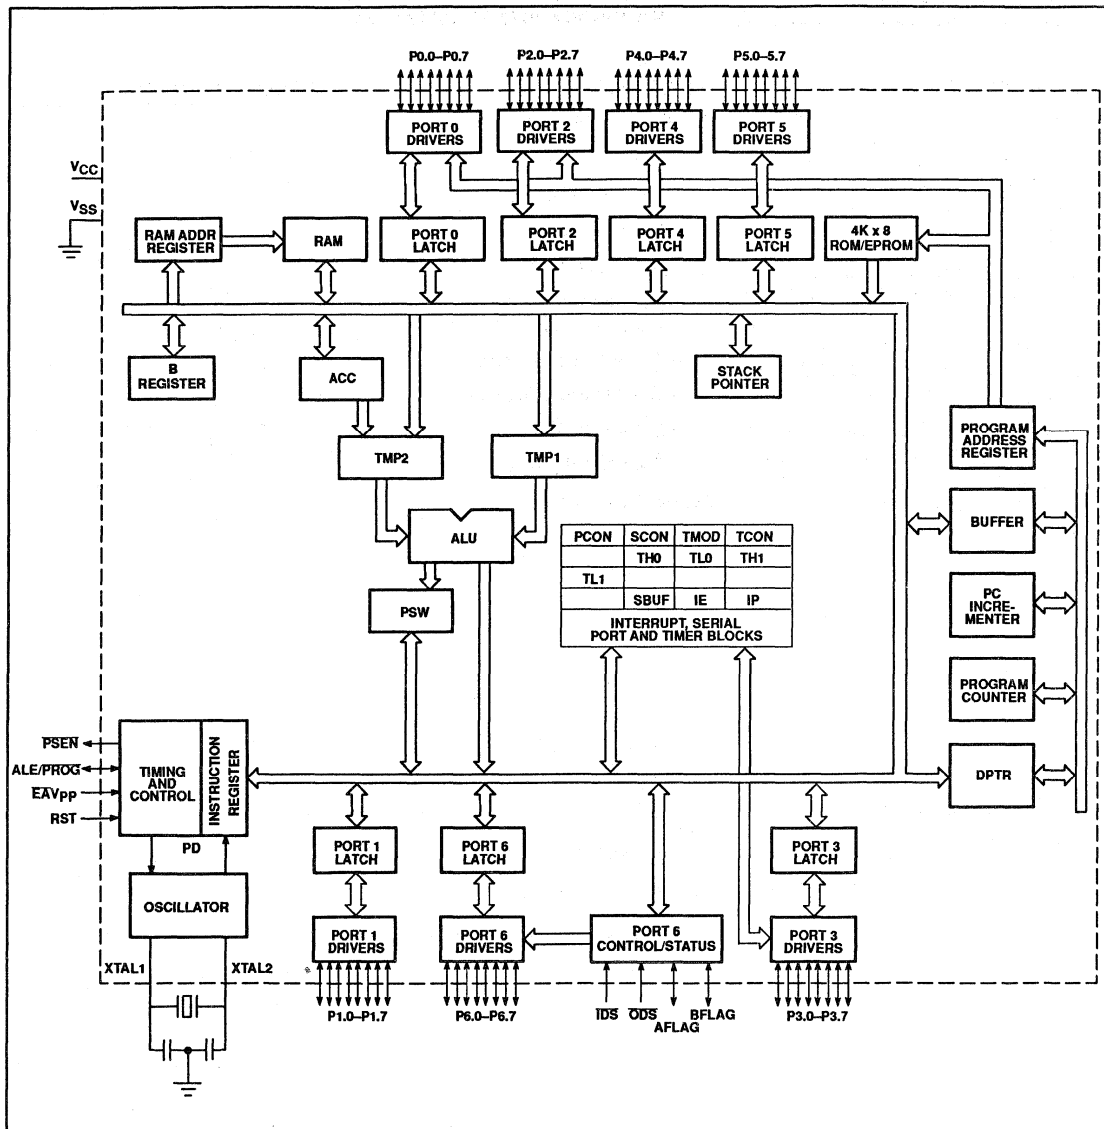 P0.0–P0.7 P2.0–P2.7 P4.0–P4.7 P5.0–5.7
PORT 0
DRIVERS
PORT 2
DRIVERS
PORT 4
DRIVERS
PORT 5
DRIVERS
VCC
VSS
RAM ADDR
REGISTER
RAM
PORT 0
LATCH
PORT 2
LATCH
PORT 4
LATCH
PORT 5
LATCH
4K x 8
ROM/EPROM
B
REGISTER
ACC
STACK
POINTER
PROGRAM
ADDRESS
REGISTER
TMP2
TMP1
BUFFER
ALU
PCON SCON TMOD TCON
TH0 TL0 TH1
TL1
SBUF IE IP
INTERRUPT, SERIAL
PORT AND TIMER BLOCKS
PSW
PC
INCRE-
MENTER
PROGRAM
COUNTER
DPTR
PSEN
ALE/PROG
EAVPP
RST
TIMING
AND
CONTROL
INSTRUCTION
REGISTER
PD
OSCILLATOR
XTAL1
XTAL2
PORT 1
LATCH
PORT 6
LATCH
PORT 3
LATCH
PORT 1
DRIVERS
PORT 6
DRIVERS
PORT 6
CONTROL/STATUS
PORT 3
DRIVERS
P1.0–P1.7
P6.0–P6.7
IDS
ODS
AFLAG
BFLAG
P3.0–P3.7